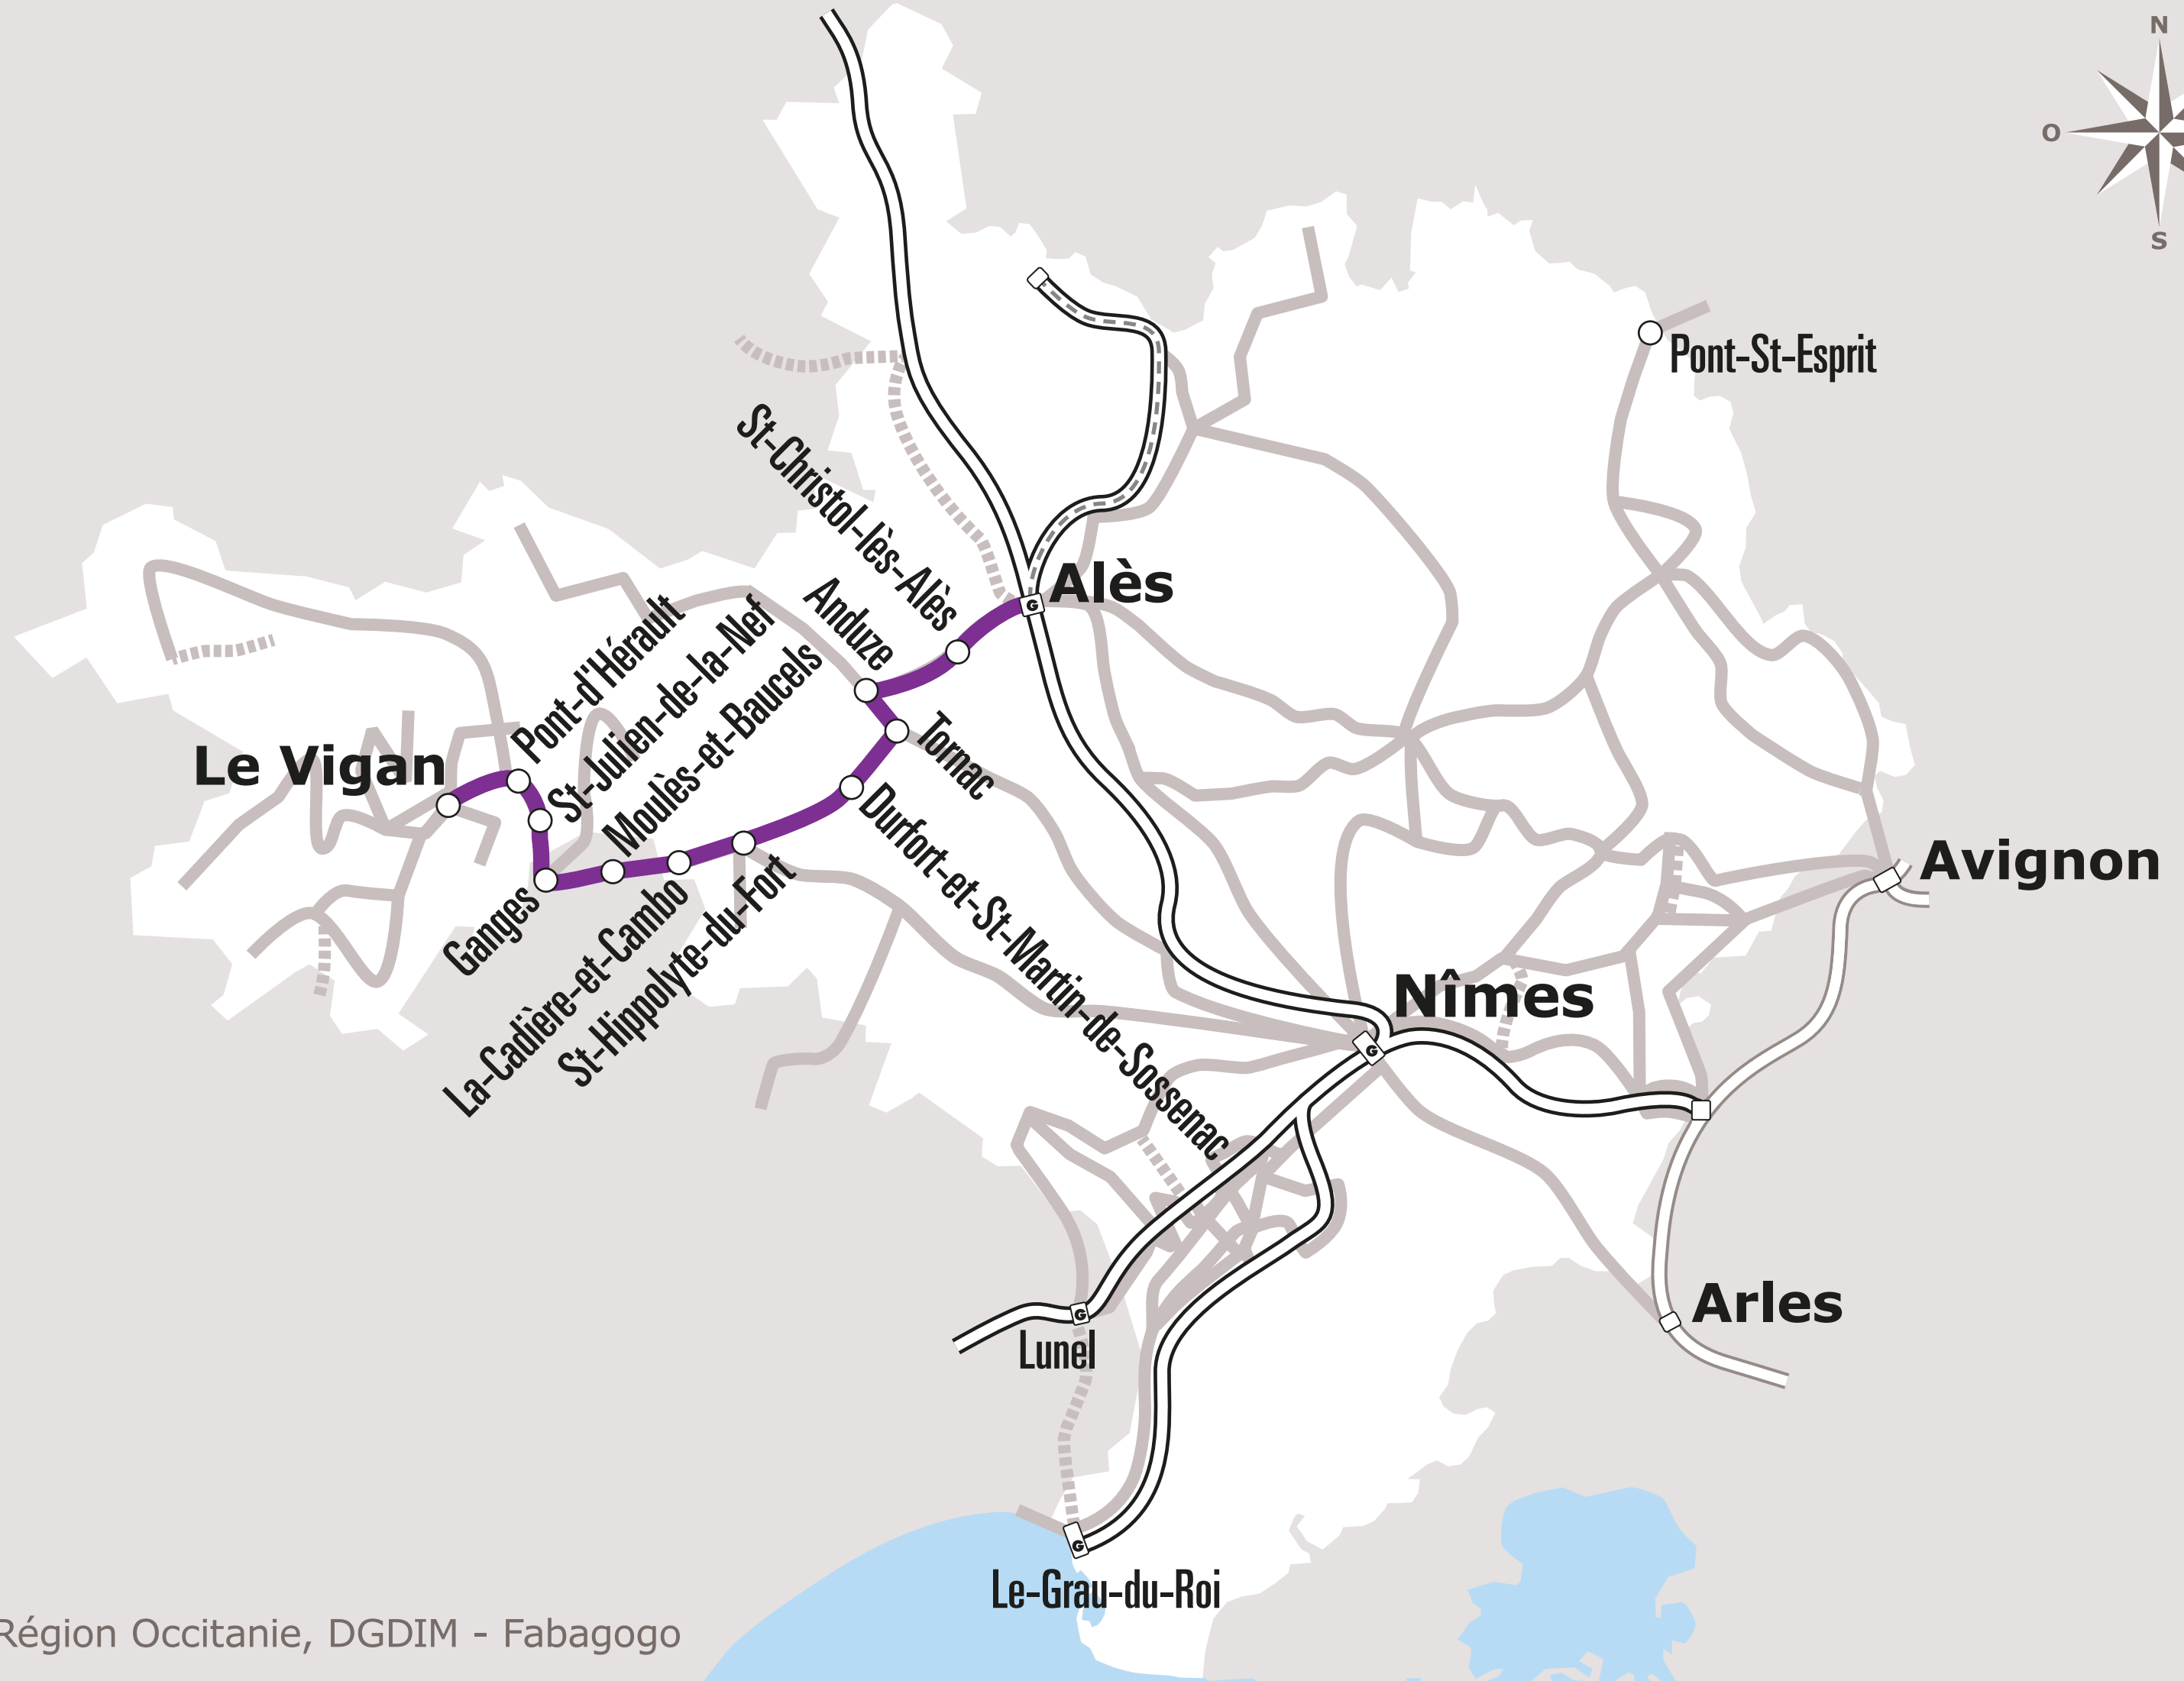 N
O
S
Pont-St-Esprit
St-Christol-lès-Alès
Alès
Anduze
Pont-d'Hérault
St-Julien-de-la-Nef
Moulès-et-Baucels
Tornac
Le Vigan
Durfort-et-St-Martin-de-Sossenac
Avignon
Ganges
La-Cadière-et-Cambo
St-Hippolyte-du-Fort
Nîmes
Arles
Lunel
Le-Grau-du-Roi
G
G
G
G
Région Occitanie, DGDIM - Fabagogo